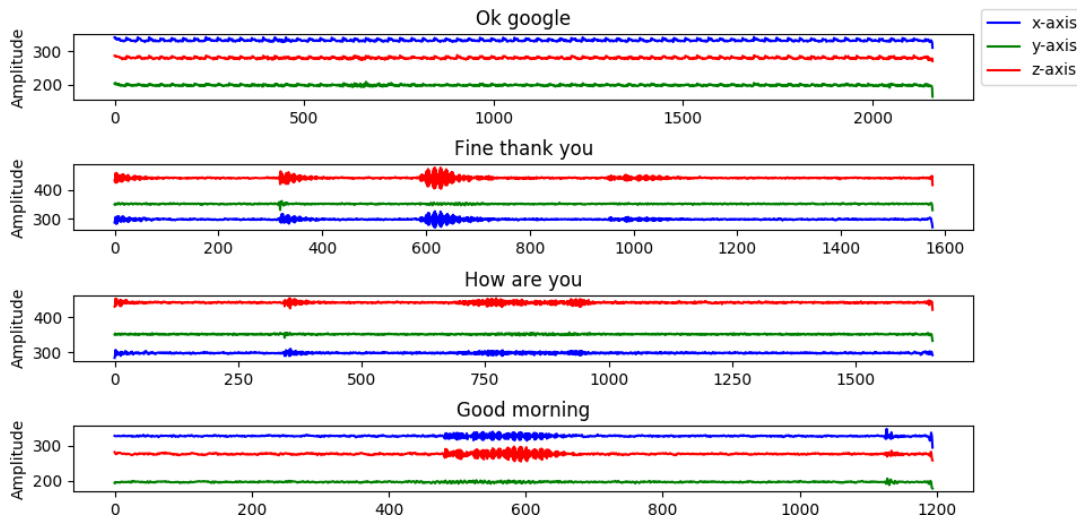 Ok google
x-axis
y-axis
z-axis
Amplitude
300
200
0 500 1000 1500 2000
Fine thank you
Amplitude
400
300
0 200 400 600 800 1000 1200 1400 1600
How are you
Amplitude
400
300
0 250 500 750 1000 1250 1500
Good morning
Amplitude
300
200
0 200 400 600 800 1000 1200